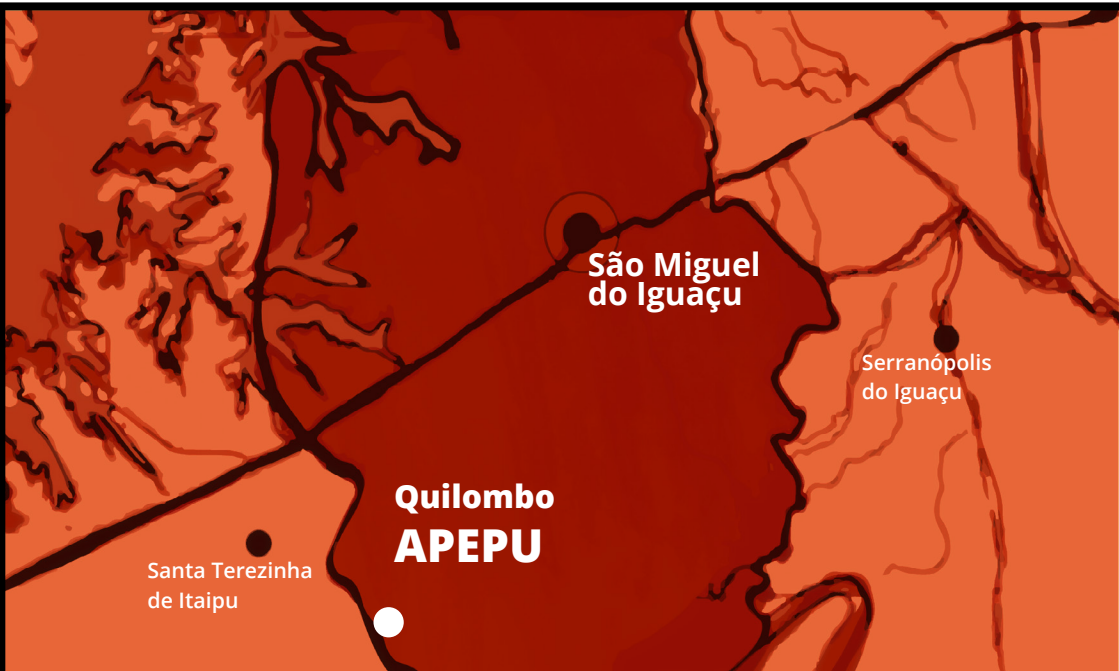 São Miguel
do Iguaçu
Serranópolis
do Iguaçu
Quilombo
APEPU
Santa Terezinha
de Itaipu